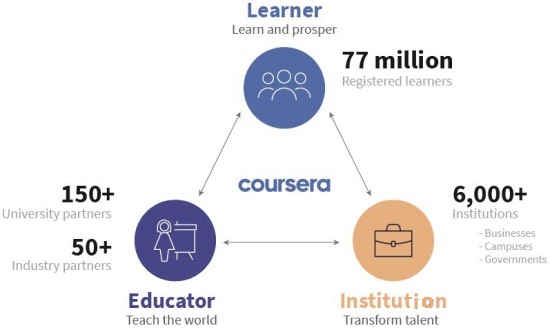 Learner
Learn and prosper
77 million
Registered learners
coursera
150+
University partners
50+
Industry partners
6,000+
Institutions
- Businesses
- Campuses
- Governments
Educator
Teach the world
Institution
Transform talent